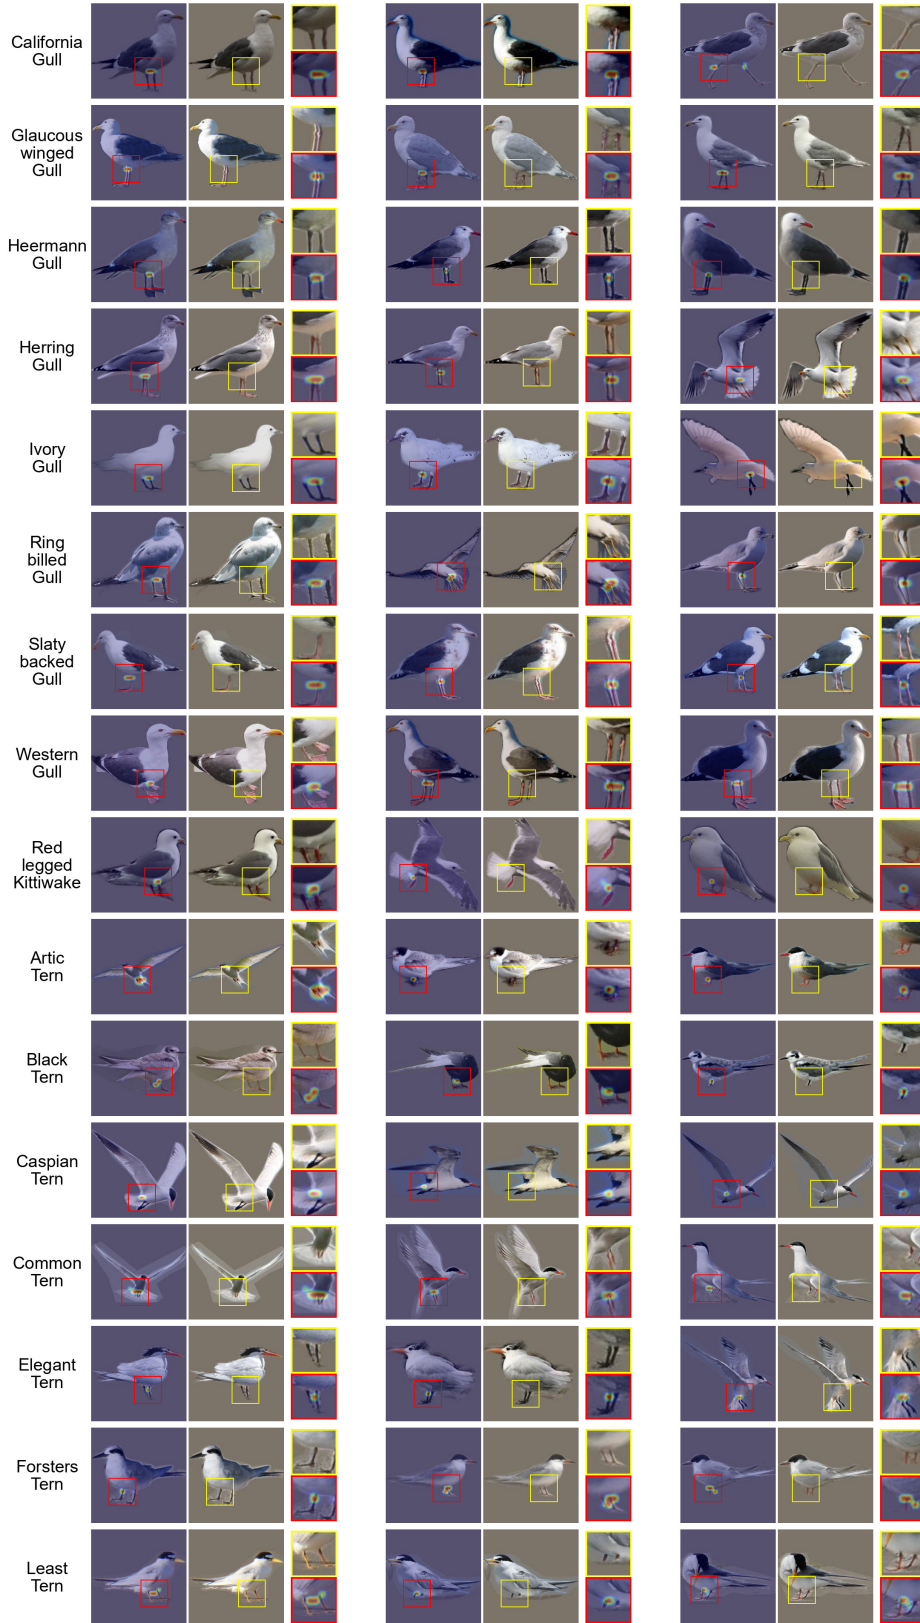 California
Gull
Glaucous
winged
Gull
Heermann
Gull
Herring
Gull
Ivory
Gull
Ring
billed
Gull
Slaty
backed
Gull
Western
Gull
Red
legged
Kittiwake
Artic
Tern
Black
Tern
Caspian
Tern
Common
Tern
Elegant
Tern
Forsters
Tern
Least
Tern